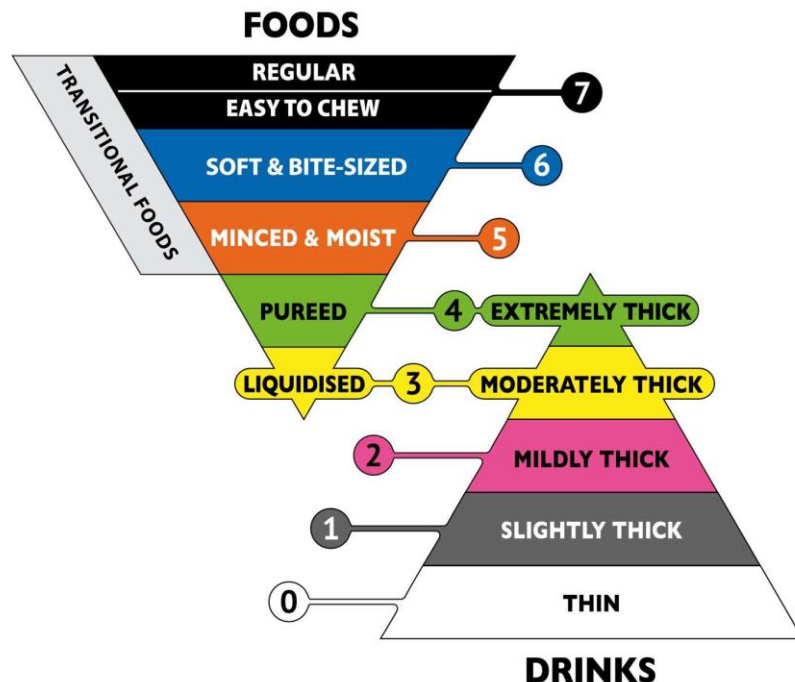 FOODS
TRANSITIONAL FOODS
REGULAR
EASY TO CHEW
7
SOFT & BITE-SIZED
6
MINCED & MOIST
5
PUREED
4
EXTREMELY THICK
LIQUIDISED
3
MODERATELY THICK
2
MILDLY THICK
1
SLIGHTLY THICK
0
THIN
DRINKS